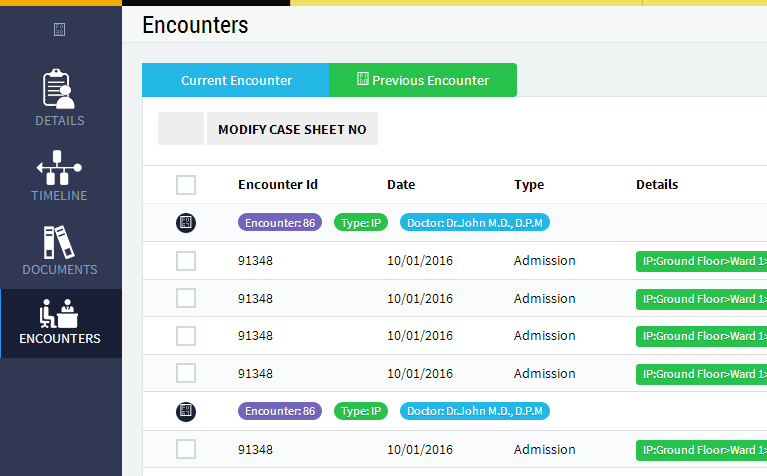 Encounters
Current Encounter
Previous Encounter
DETAILS
TIMELINE
DOCUMENTS
ENCOUNTERS
MODIFY CASE SHEET NO
Encounter Id Date Type Details
Encounter: 86 Type: IP Doctor: Dr.John M.D., D.P.M
91348 10/01/2016 Admission IP:Ground Floor>Ward 1>
91348 10/01/2016 Admission IP:Ground Floor>Ward 1>
91348 10/01/2016 Admission IP:Ground Floor>Ward 1>
91348 10/01/2016 Admission IP:Ground Floor>Ward 1>
Encounter: 86 Type: IP Doctor: Dr.John M.D., D.P.M
91348 10/01/2016 Admission IP:Ground Floor>Ward 1>